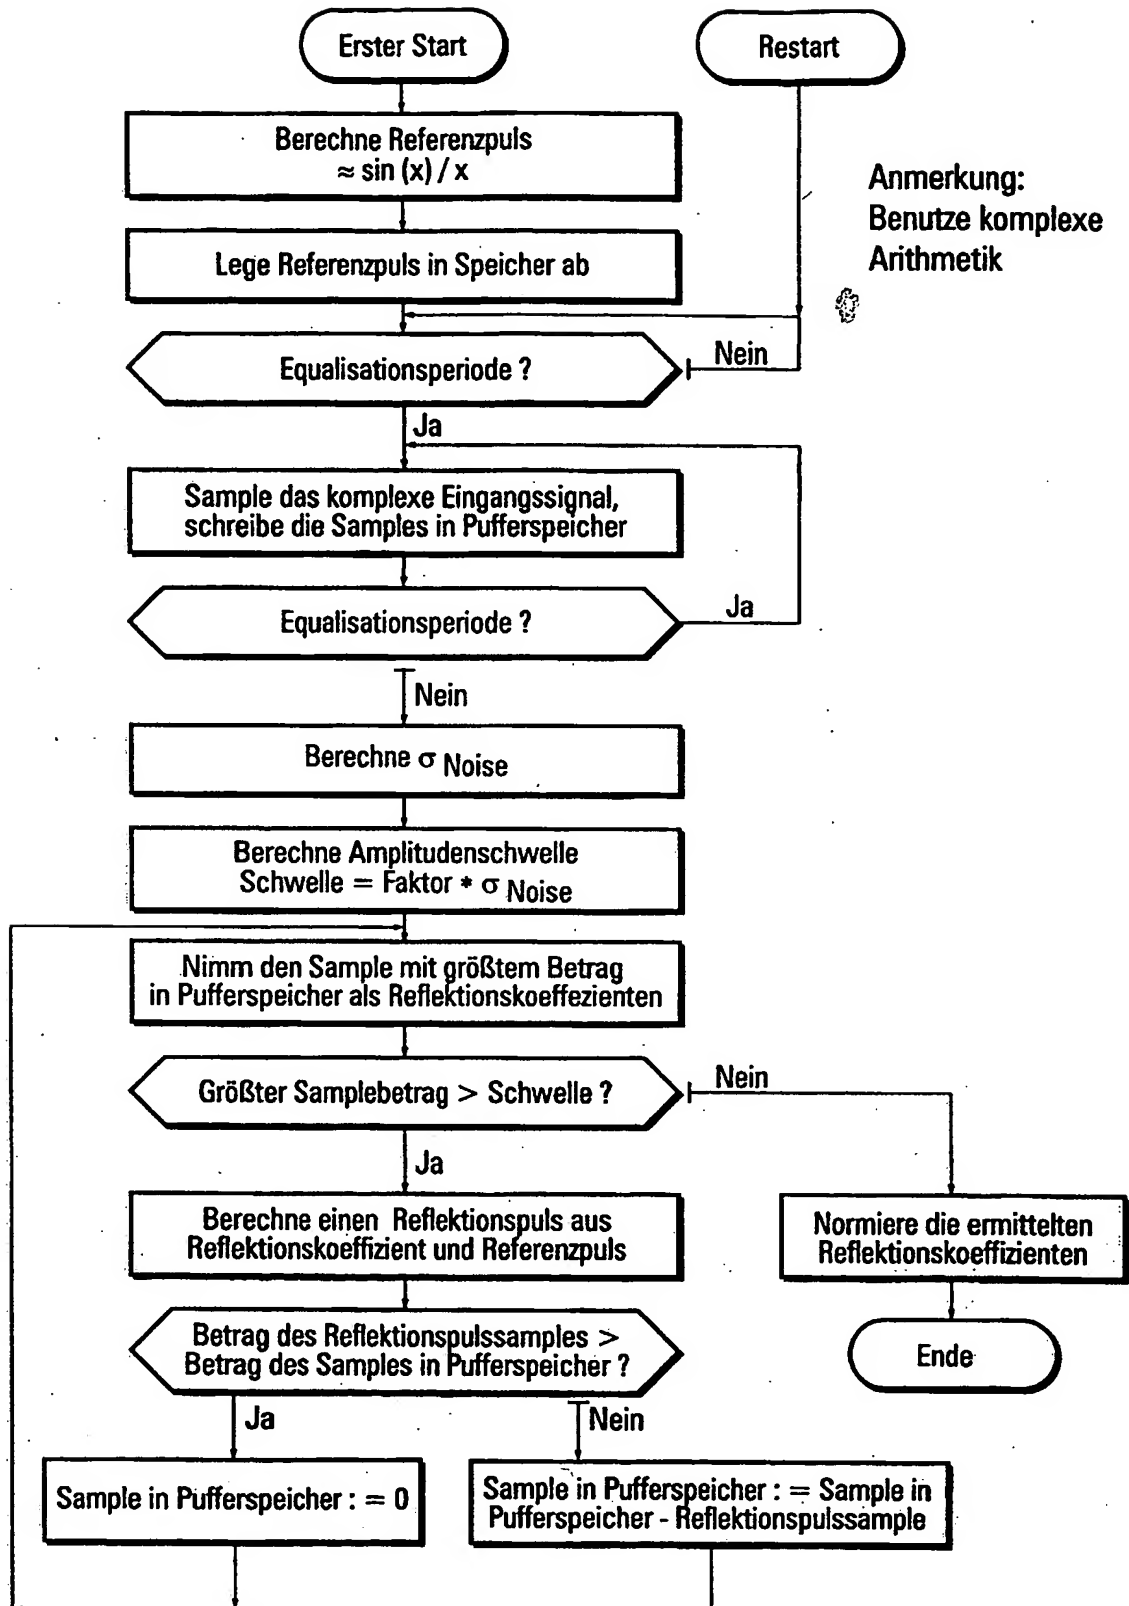 Erster Start
Restart
Berechne Referenzpuls
≈ sin (x) / x
Anmerkung:
Benutze komplexe
Arithmetik
Lege Referenzpuls in Speicher ab
Equalisationsperiode ?
Nein
Ja
Sample das komplexe Eingangssignal,
schreibe die Samples in Pufferspeicher
Equalisationsperiode ?
Ja
Nein
Berechne σ Noise
Berechne Amplitudenschwelle
Schwelle = Faktor * σ Noise
Nimm den Sample mit größtem Betrag
in Pufferspeicher als Reflektionskoeffezienten
Größter Samplebetrag > Schwelle ?
Nein
Ja
Berechne einen Reflektionspuls aus
Reflektionskoeffizient und Referenzpuls
Normiere die ermittelten
Reflektionskoeffizienten
Betrag des Reflektionspulssamples >
Betrag des Samples in Pufferspeicher ?
Ende
Ja
Nein
Sample in Pufferspeicher : = 0
Sample in Pufferspeicher : = Sample in
Pufferspeicher - Reflektionspulssample